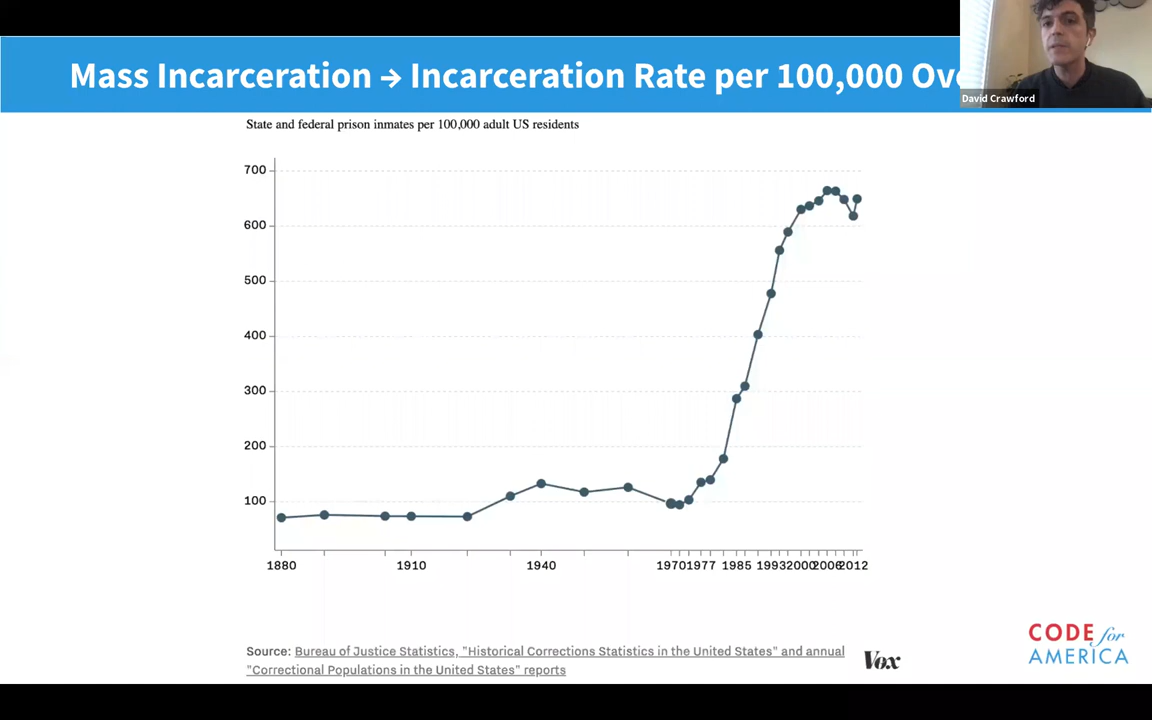 Mass Incarceration → Incarceration Rate per 100,000
David Crawford
State and federal prison inmates per 100,000 adult US residents
700
600
500
400
300
200
100
1880 1910 1940 1970 1977 1985 1993 2000 2006 2012
Source: Bureau of Justice Statistics, "Historical Corrections Statistics in the United States" and annual
"Correctional Populations in the United States" reports
Vox
CODE for
AMERICA